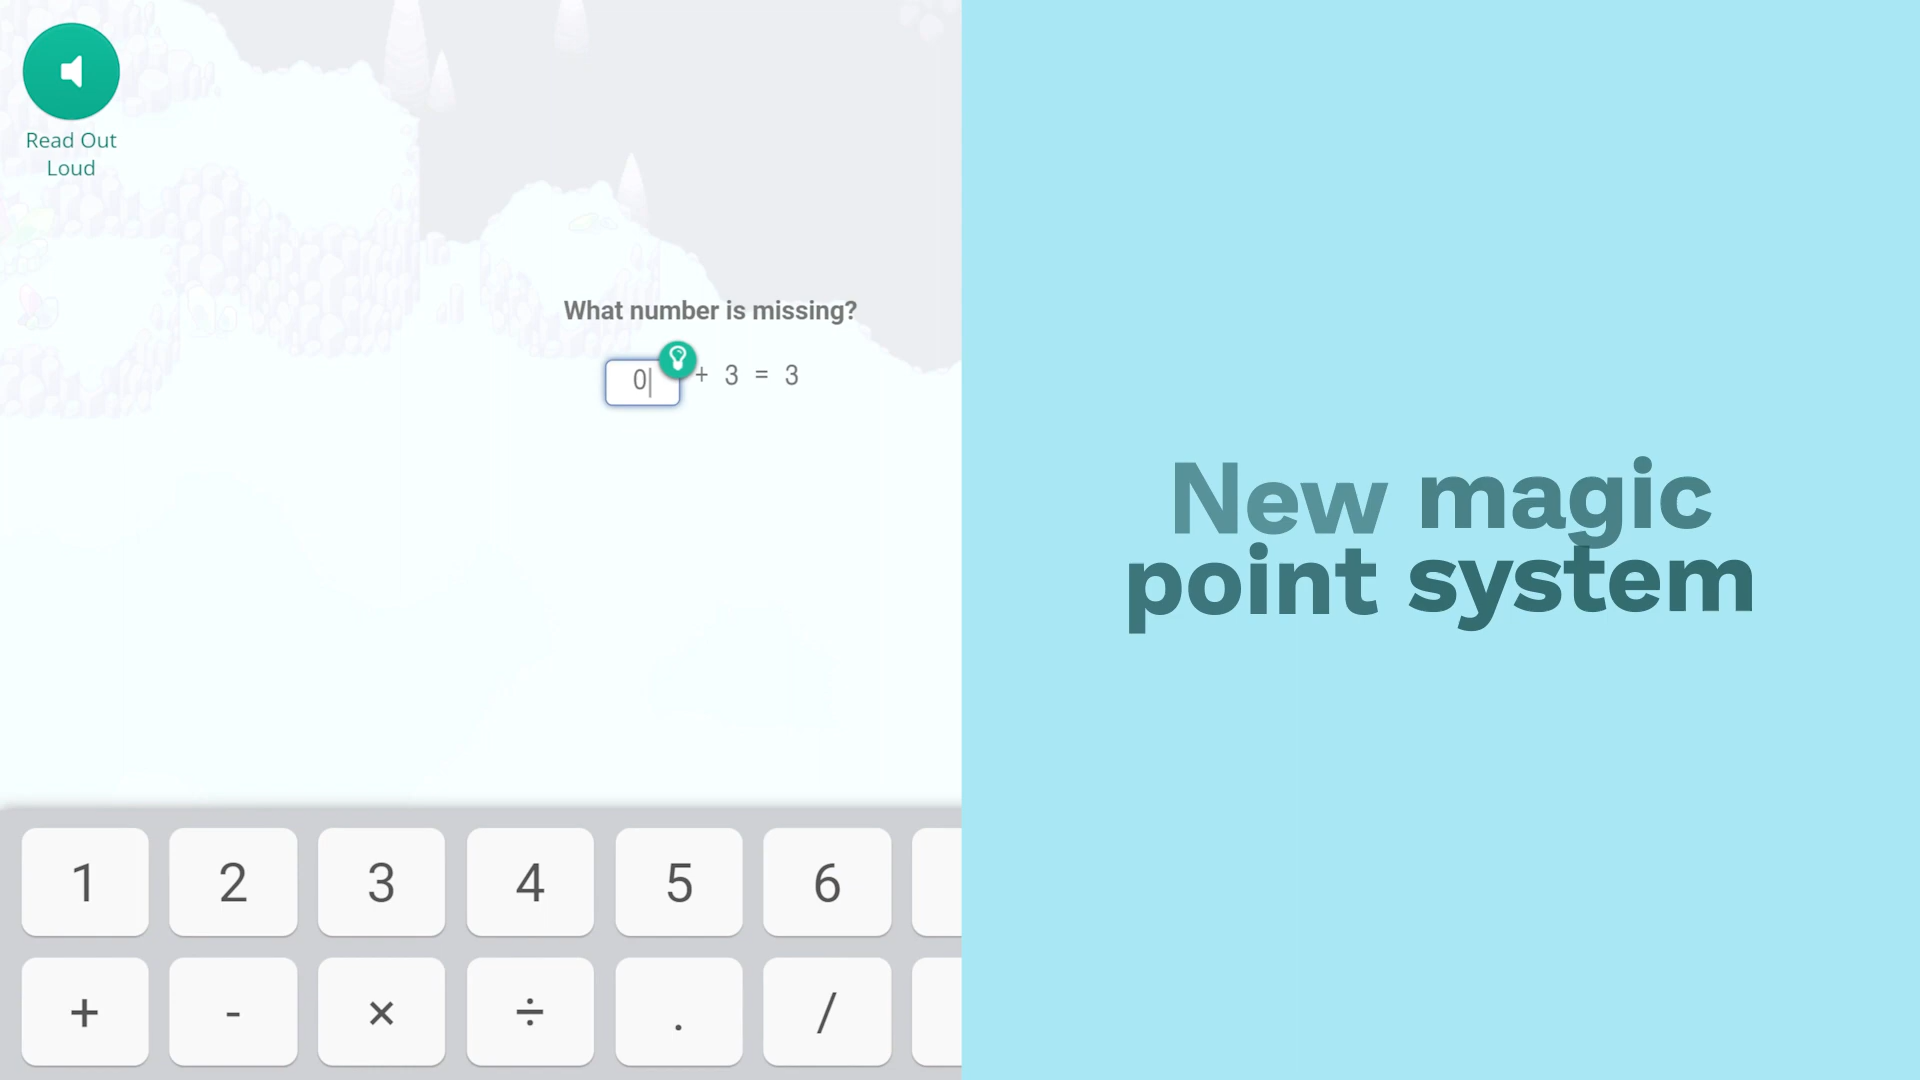 Read Out
Loud
What number is missing?
0 + 3 = 3
1 2 3 4 5 6
+ - × ÷ . /
New magic
point system